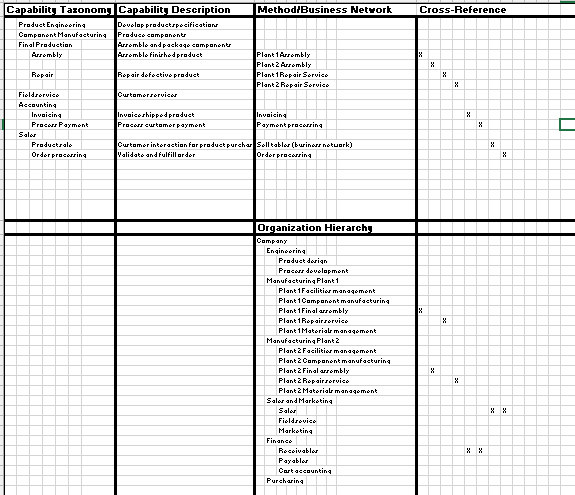 Capability Taxonomy Capability Description Method/Business Network Cross-Reference
Product Engineering Develop product specifications
Component Manufacturing Produce components
Final Production Assemble and package components
Assembly Assemble finished product Plant 1 Assembly x
Plant 2 Assembly x
Repair Repair defective product Plant 1 Repair Service x
Plant 2 Repair Service x
Field service Customer services
Accounting
Invoicing Invoice shipped product Invoicing x
Process Payment Process customer payment Payment processing x
Sales
Product sale Customer interaction for product purchar Sell tables (business network) x
Order processing Validate and fulfill order Order processing x
Organization Hierarchy
Company
Engineering
Product design
Process development
Manufacturing Plant 1
Plant 1 Facilities management
Plant 1 Component manufacturing
Plant 1 Final assembly x
Plant 1 Repair service x
Plant 1 Materials management
Manufacturing Plant 2
Plant 2 Facilities management
Plant 2 Component manufacturing
Plant 2 Final assembly x
Plant 2 Repair service x
Plant 2 Materials management
Sales and Marketing
Sales x x
Field service
Marketing
Finance
Receivables x x
Payables
Cost accounting
Purchasing